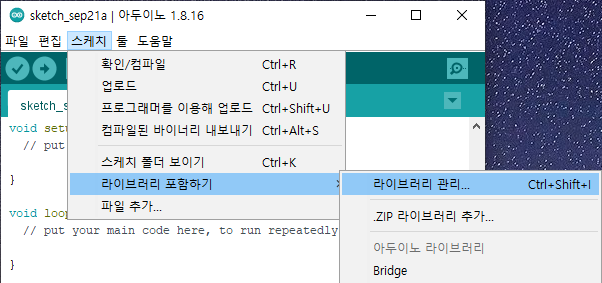 sketch_sep21a | 아두이노 1.8.16
파일 편집 스케치 툴 도움말
확인/컴파일 Ctrl+R
업로드 Ctrl+U
프로그래머를 이용해 업로드 Ctrl+Shift+U
컴파일된 바이너리 내보내기 Ctrl+Alt+S
스케치 폴더 보이기 Ctrl+K
라이브러리 포함하기
파일 추가...
라이브러리 관리... Ctrl+Shift+I
.ZIP 라이브러리 추가...
아두이노 라이브러리
Bridge
sketch_s
void setu
// put
}
void loop
// put your main code here, to run repeatedly
}